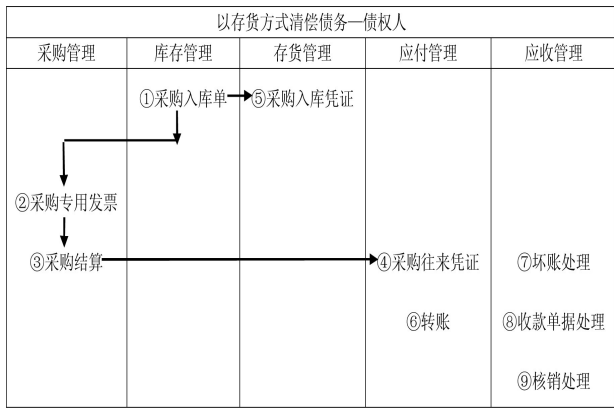 以存货方式清偿债务—债权人
采购管理 库存管理 存货管理 应付管理 应收管理
①采购入库单 ⑤采购入库凭证
②采购专用发票
③采购结算 ④采购往来凭证 ⑦坏账处理
⑥转账 ⑧收款单据处理
⑨核销处理